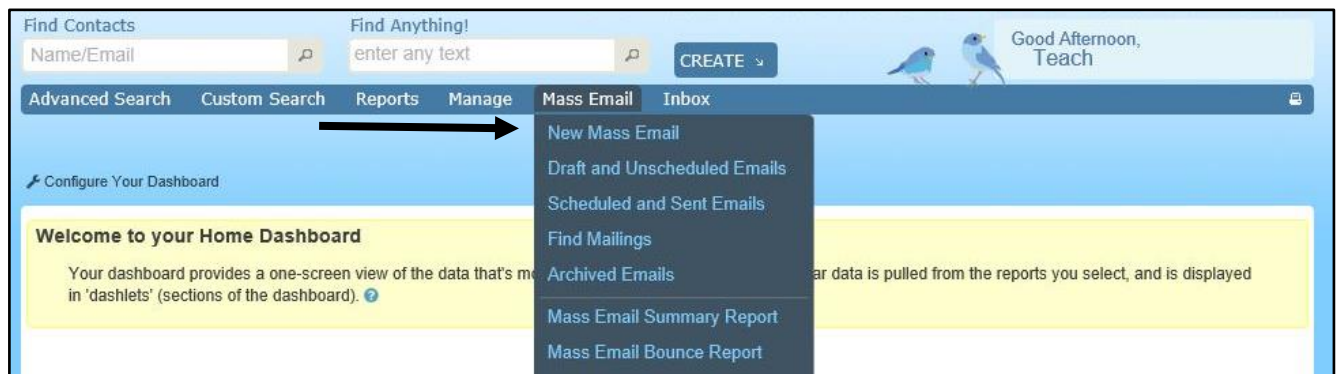 Find Contacts
Find Anything!
Name/Email
enter any text
CREATE
Good Afternoon,
Teach
Advanced Search Custom Search Reports Manage Mass Email Inbox
New Mass Email
Draft and Unscheduled Emails
Scheduled and Sent Emails
Find Mailings
Archived Emails
Mass Email Summary Report
Mass Email Bounce Report
Configure Your Dashboard
Welcome to your Home Dashboard
Your dashboard provides a one-screen view of the data that's ar data is pulled from the reports you select, and is displayed
in 'dashlets' (sections of the dashboard).